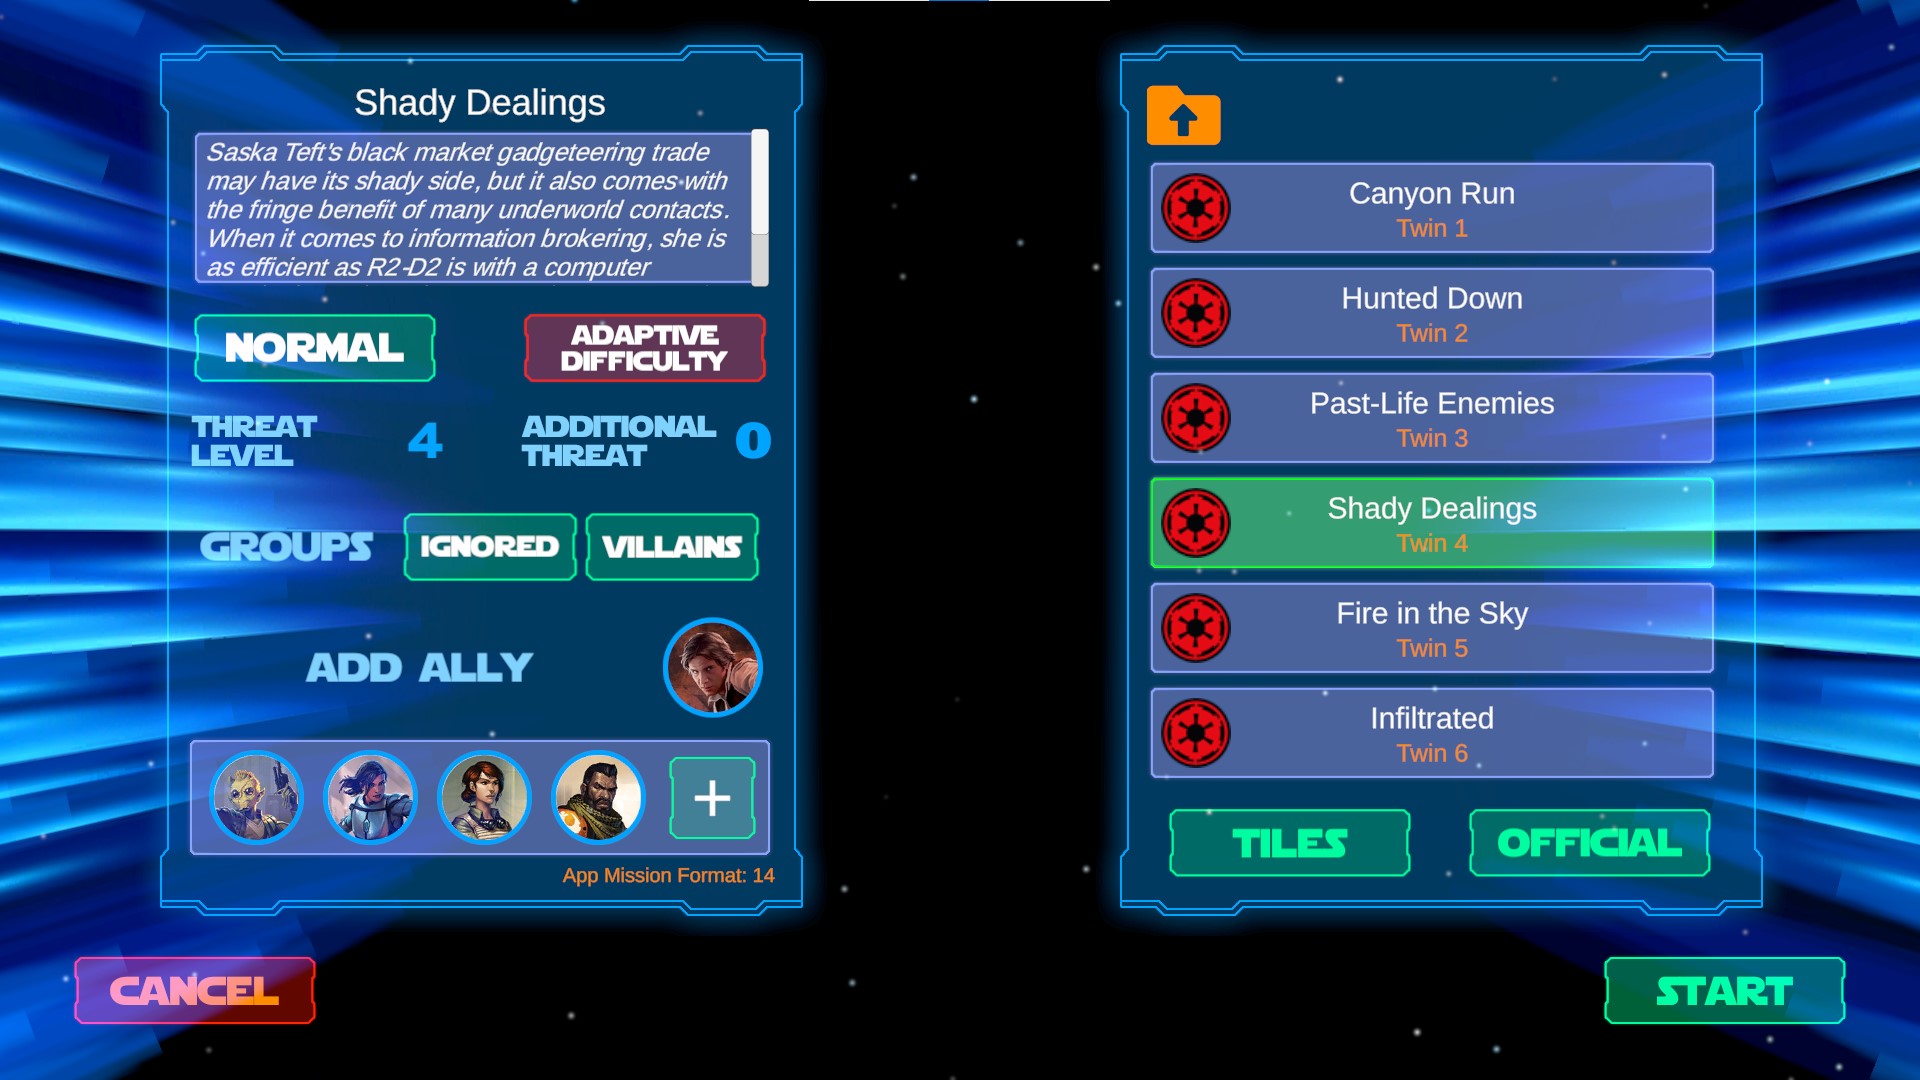 Shady Dealings
Saska Teft's black market gadgeteering trade
may have its shady side, but it also comes with
the fringe benefit of many underworld contacts.
When it comes to information brokering, she is
as efficient as R2-D2 is with a computer
NORMAL
ADAPTIVE
DIFFICULTY
THREAT
LEVEL
4
ADDITIONAL
THREAT
0
GROUPS
IGNORED
VILLAINS
ADD ALLY
+
App Mission Format: 14
CANCEL
Canyon Run
Twin 1
Hunted Down
Twin 2
Past-Life Enemies
Twin 3
Shady Dealings
Twin 4
Fire in the Sky
Twin 5
Infiltrated
Twin 6
TILES
OFFICIAL
START